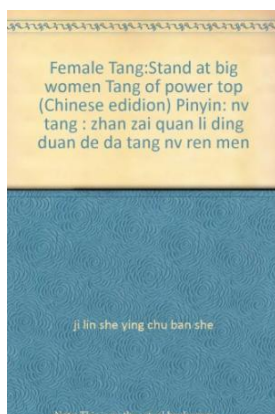 Female Tang:Stand at big
women Tang of power top
(Chinese edidion) Pinyin: nv
tang : zhan zai quan li ding
duan de da tang nv ren men
ji lin she ying chu ban she